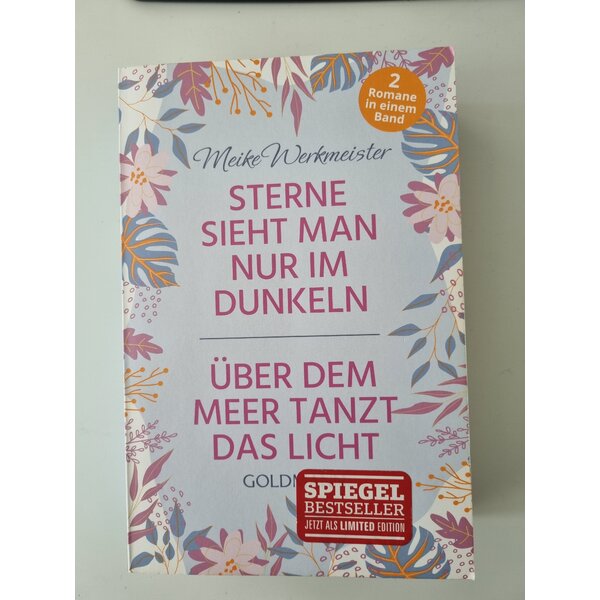 2
Romane
in einem
Band
Meike Werkmeister
STERNE
SIEHT MAN
NUR IM
DUNKELN
ÜBER DEM
MEER TANZT
DAS LICHT
SPIEGEL
BESTSELLER
JETZT ALS LIMITED EDITION